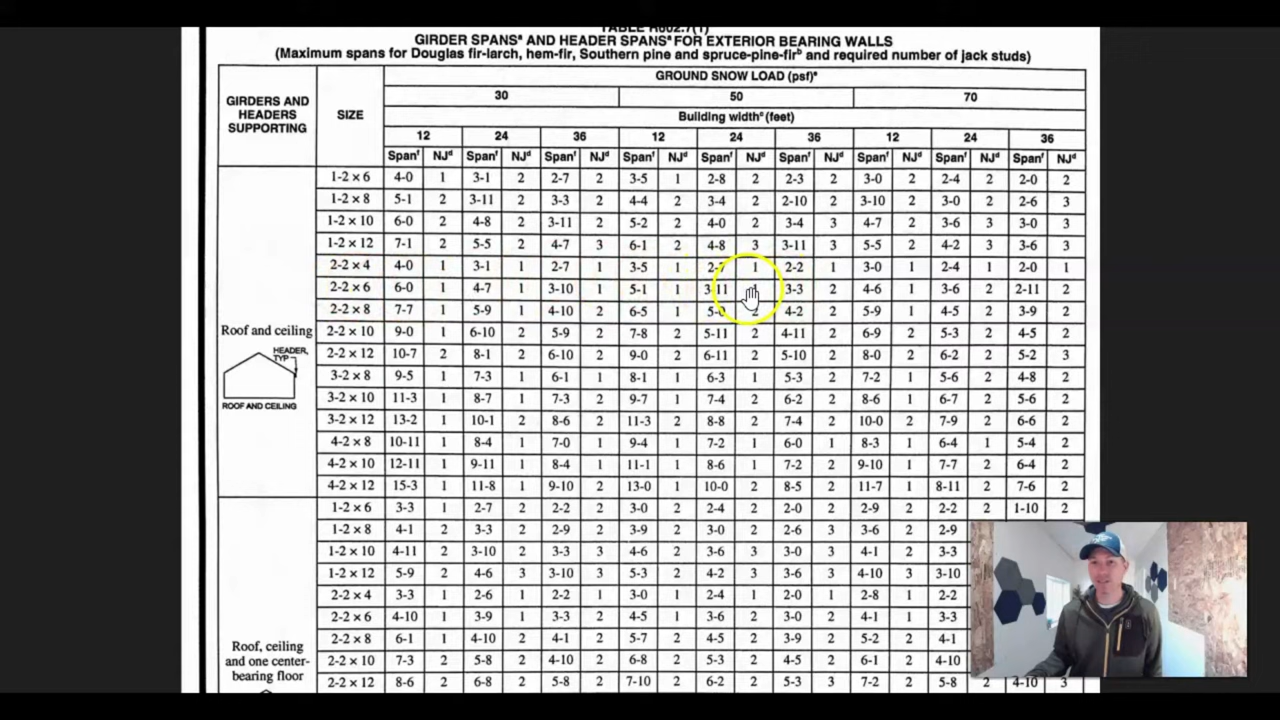 TABLE R602.7(1)
GIRDER SPANSa AND HEADER SPANSa FOR EXTERIOR BEARING WALLS
(Maximum spans for Douglas fir-larch, hem-fir, Southern pine and spruce-pine-firb and required number of jack studs)
GIRDERS AND HEADERS SUPPORTING SIZE GROUND SNOW LOAD (psf)e
30 50 70
Building widthc (feet)
12 24 36 12 24 36 12 24 36
Spanf NJd Spanf NJd Spanf NJd Spanf NJd Spanf NJd Spanf NJd Spanf NJd Spanf NJd Spanf NJd
Roof and ceiling
HEADER, TYP
ROOF AND CEILING
1-2 × 6 4-0 1 3-1 2 2-7 2 3-5 1 2-8 2 2-3 2 3-0 2 2-4 2 2-0 2
1-2 × 8 5-1 2 3-11 2 3-3 2 4-4 2 3-4 2 2-10 2 3-10 2 3-0 2 2-6 3
1-2 × 10 6-0 2 4-8 2 3-11 2 5-2 2 4-0 2 3-4 3 4-7 2 3-6 3 3-0 3
1-2 × 12 7-1 2 5-5 2 4-7 3 6-1 2 4-8 3 3-11 3 5-5 2 4-2 3 3-6 3
2-2 × 4 4-0 1 3-1 1 2-7 1 3-5 1 2-7 1 2-2 1 3-0 1 2-4 1 2-0 1
2-2 × 6 6-0 1 4-7 1 3-10 1 5-1 1 3-11 3-3 2 4-6 1 3-6 2 2-11 2
2-2 × 8 7-7 1 5-9 1 4-10 2 6-5 1 5-0 2 4-2 2 5-9 1 4-5 2 3-9 2
2-2 × 10 9-0 1 6-10 2 5-9 2 7-8 2 5-11 2 4-11 2 6-9 2 5-3 2 4-5 2
2-2 × 12 10-7 2 8-1 2 6-10 2 9-0 2 6-11 2 5-10 2 8-0 2 6-2 2 5-2 3
3-2 × 8 9-5 1 7-3 1 6-1 1 8-1 1 6-3 1 5-3 2 7-2 1 5-6 2 4-8 2
3-2 × 10 11-3 1 8-7 1 7-3 2 9-7 1 7-4 2 6-2 2 8-6 1 6-7 2 5-6 2
3-2 × 12 13-2 1 10-1 2 8-6 2 11-3 2 8-8 2 7-4 2 10-0 2 7-9 2 6-6 2
4-2 × 8 10-11 1 8-4 1 7-0 1 9-4 1 7-2 1 6-0 1 8-3 1 6-4 1 5-4 2
4-2 × 10 12-11 1 9-11 1 8-4 1 11-1 1 8-6 1 7-2 2 9-10 1 7-7 2 6-4 2
4-2 × 12 15-3 1 11-8 1 9-10 2 13-0 1 10-0 2 8-5 2 11-7 1 8-11 2 7-6 2
Roof, ceiling and one center-bearing floor
1-2 × 6 3-3 1 2-7 2 2-2 2 3-0 2 2-4 2 2-0 2 2-9 2 2-2 2 1-10 2
1-2 × 8 4-1 2 3-3 2 2-9 2 3-9 2 3-0 2 2-6 3 3-6 2 2-9
1-2 × 10 4-11 2 3-10 2 3-3 3 4-6 2 3-6 3 3-0 3 4-1 2 3-3
1-2 × 12 5-9 2 4-6 3 3-10 3 5-3 2 4-2 3 3-6 3 4-10 3 3-10
2-2 × 4 3-3 1 2-6 1 2-2 1 3-0 1 2-4 1 2-0 1 2-8 1 2-2
2-2 × 6 4-10 1 3-9 1 3-3 2 4-5 1 3-6 2 3-0 2 4-1 1 3-3
2-2 × 8 6-1 1 4-10 2 4-1 2 5-7 2 4-5 2 3-9 2 5-2 2 4-1
2-2 × 10 7-3 2 5-8 2 4-10 2 6-8 2 5-3 2 4-5 2 6-1 2 4-10
2-2 × 12 8-6 2 6-8 2 5-8 2 7-10 2 6-2 2 5-3 3 7-2 2 5-8 2 4-10 3